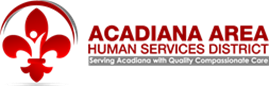 ACADIANA AREA
HUMAN SERVICES DISTRICT
Serving Acadiana with Quality Compassionate Care